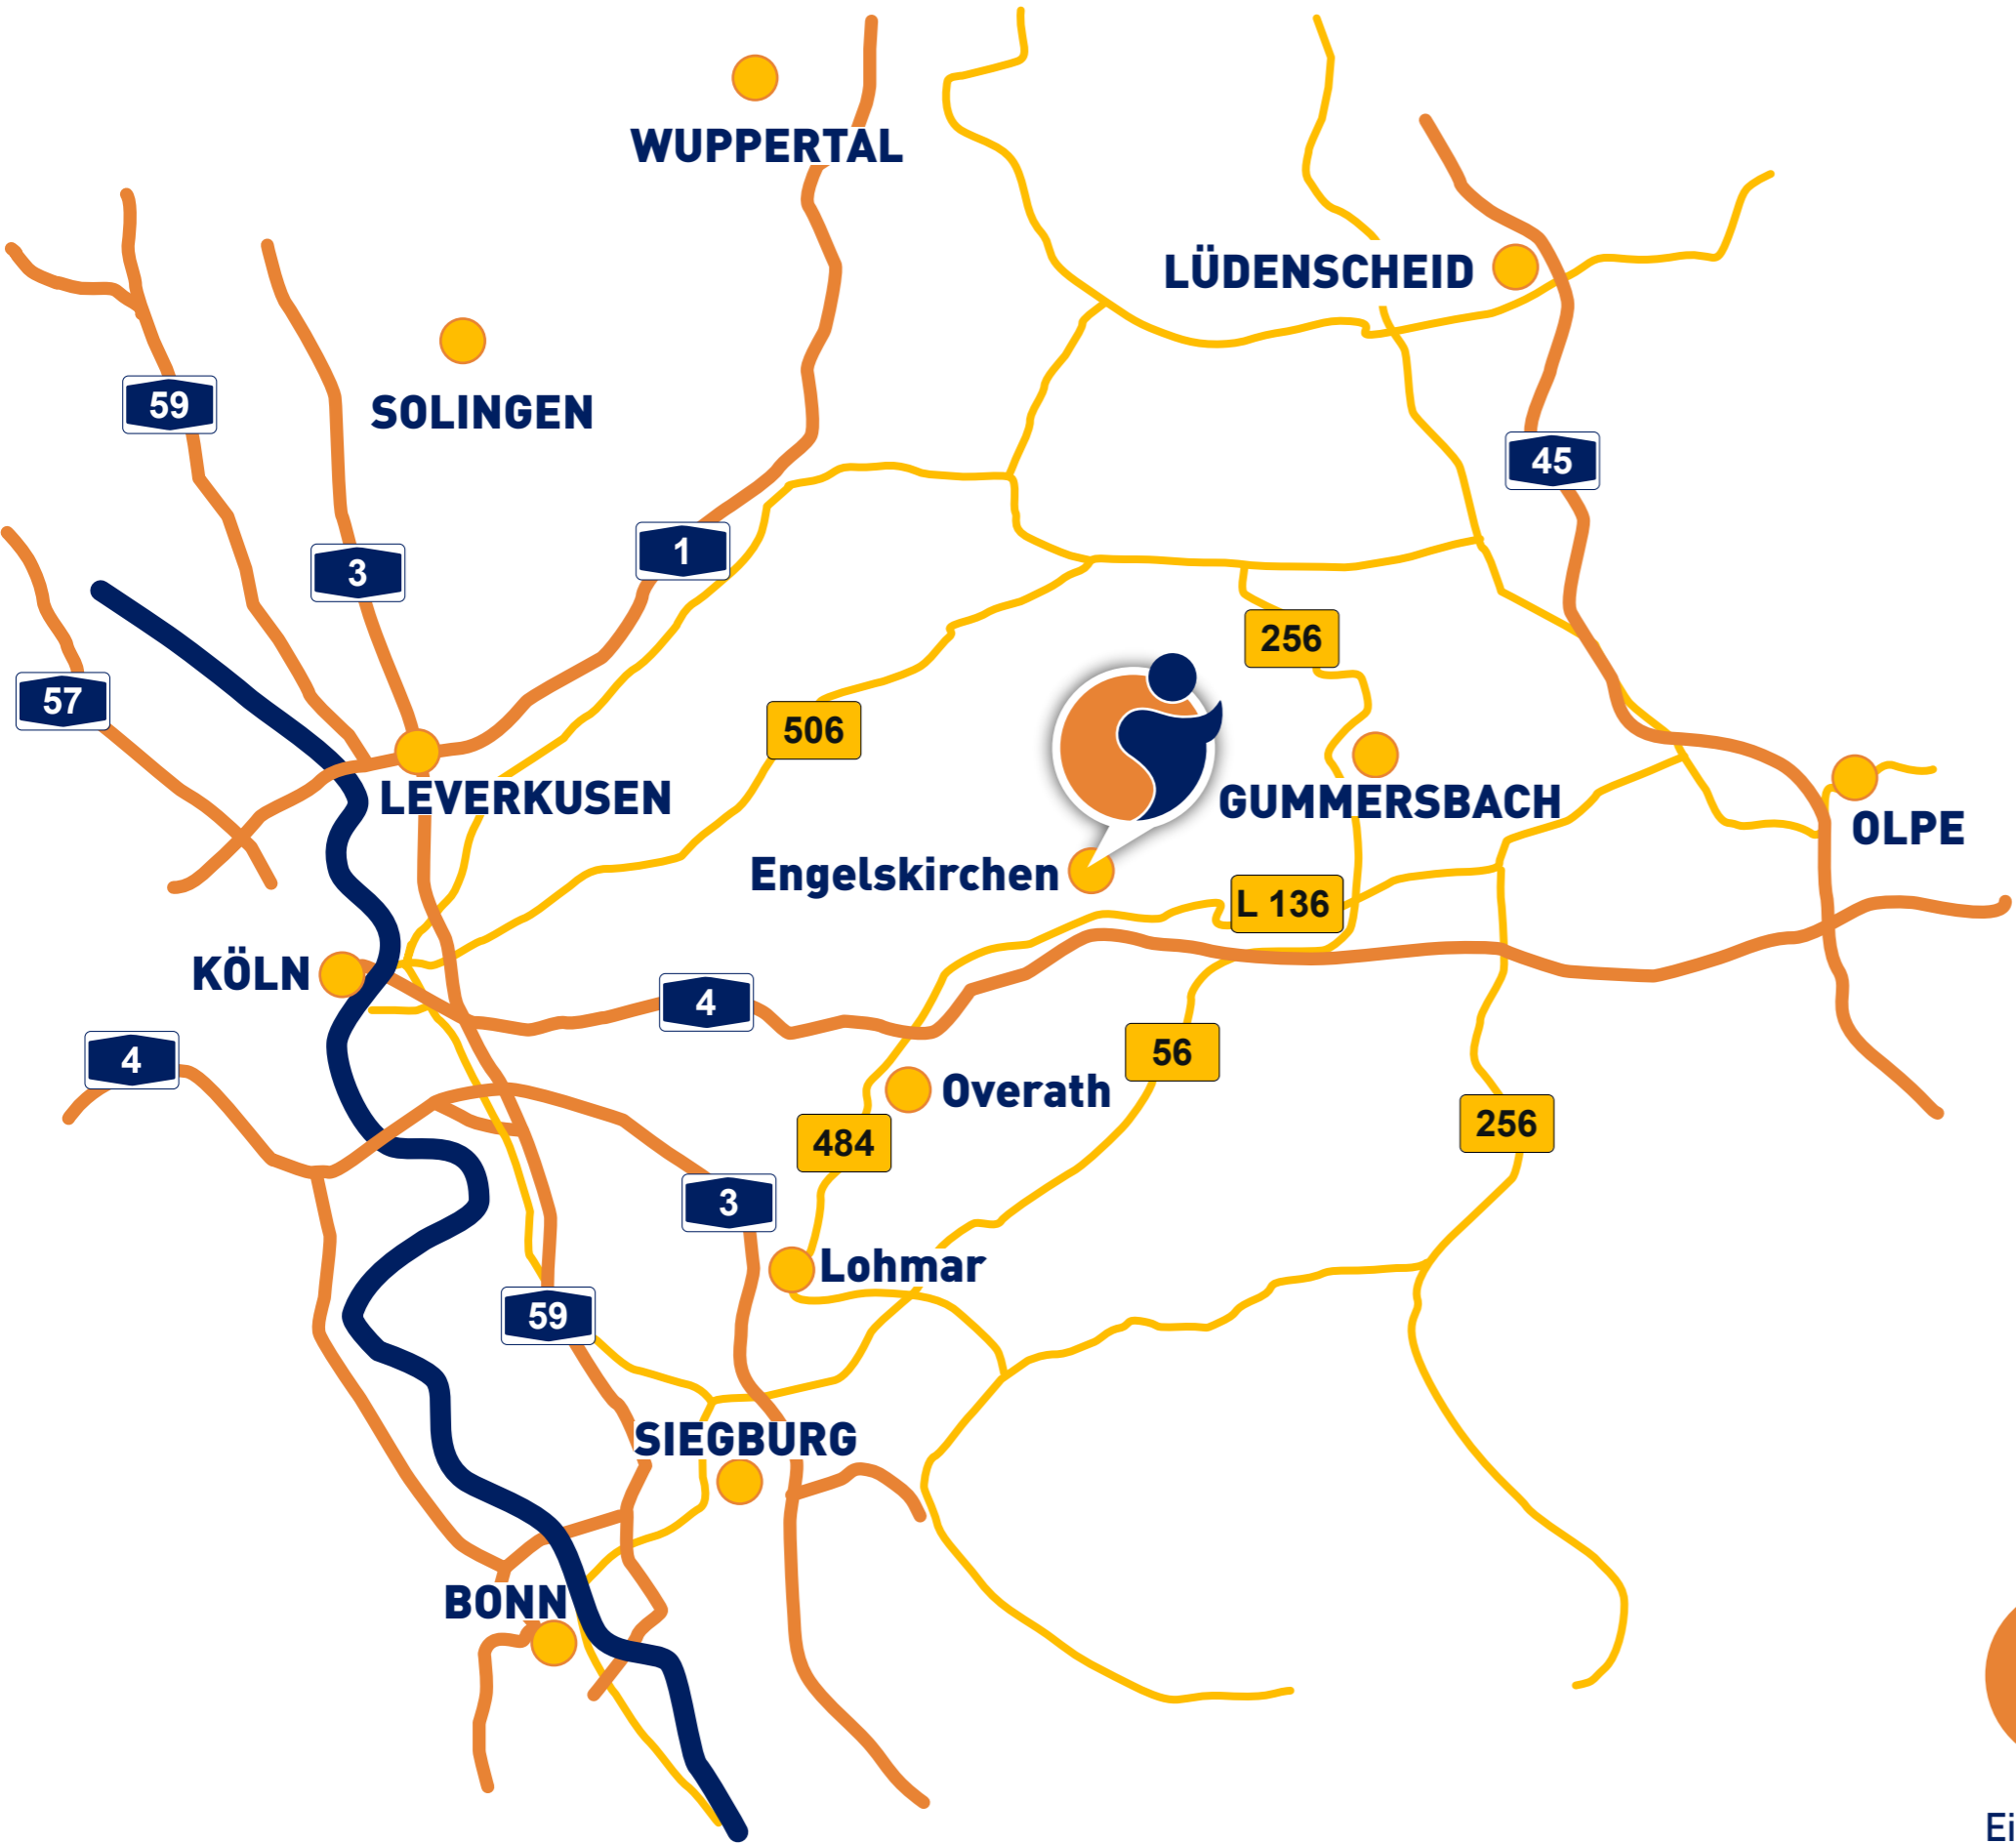 WUPPERTAL
LÜDENSCHEID
59
SOLINGEN
45
1
3
256
57
506
LEVERKUSEN
GUMMERSBACH
OLPE
Engelskirchen
L 136
KÖLN
4
4
56
Overath
256
484
3
Lohmar
59
SIEGBURG
BONN
Ei